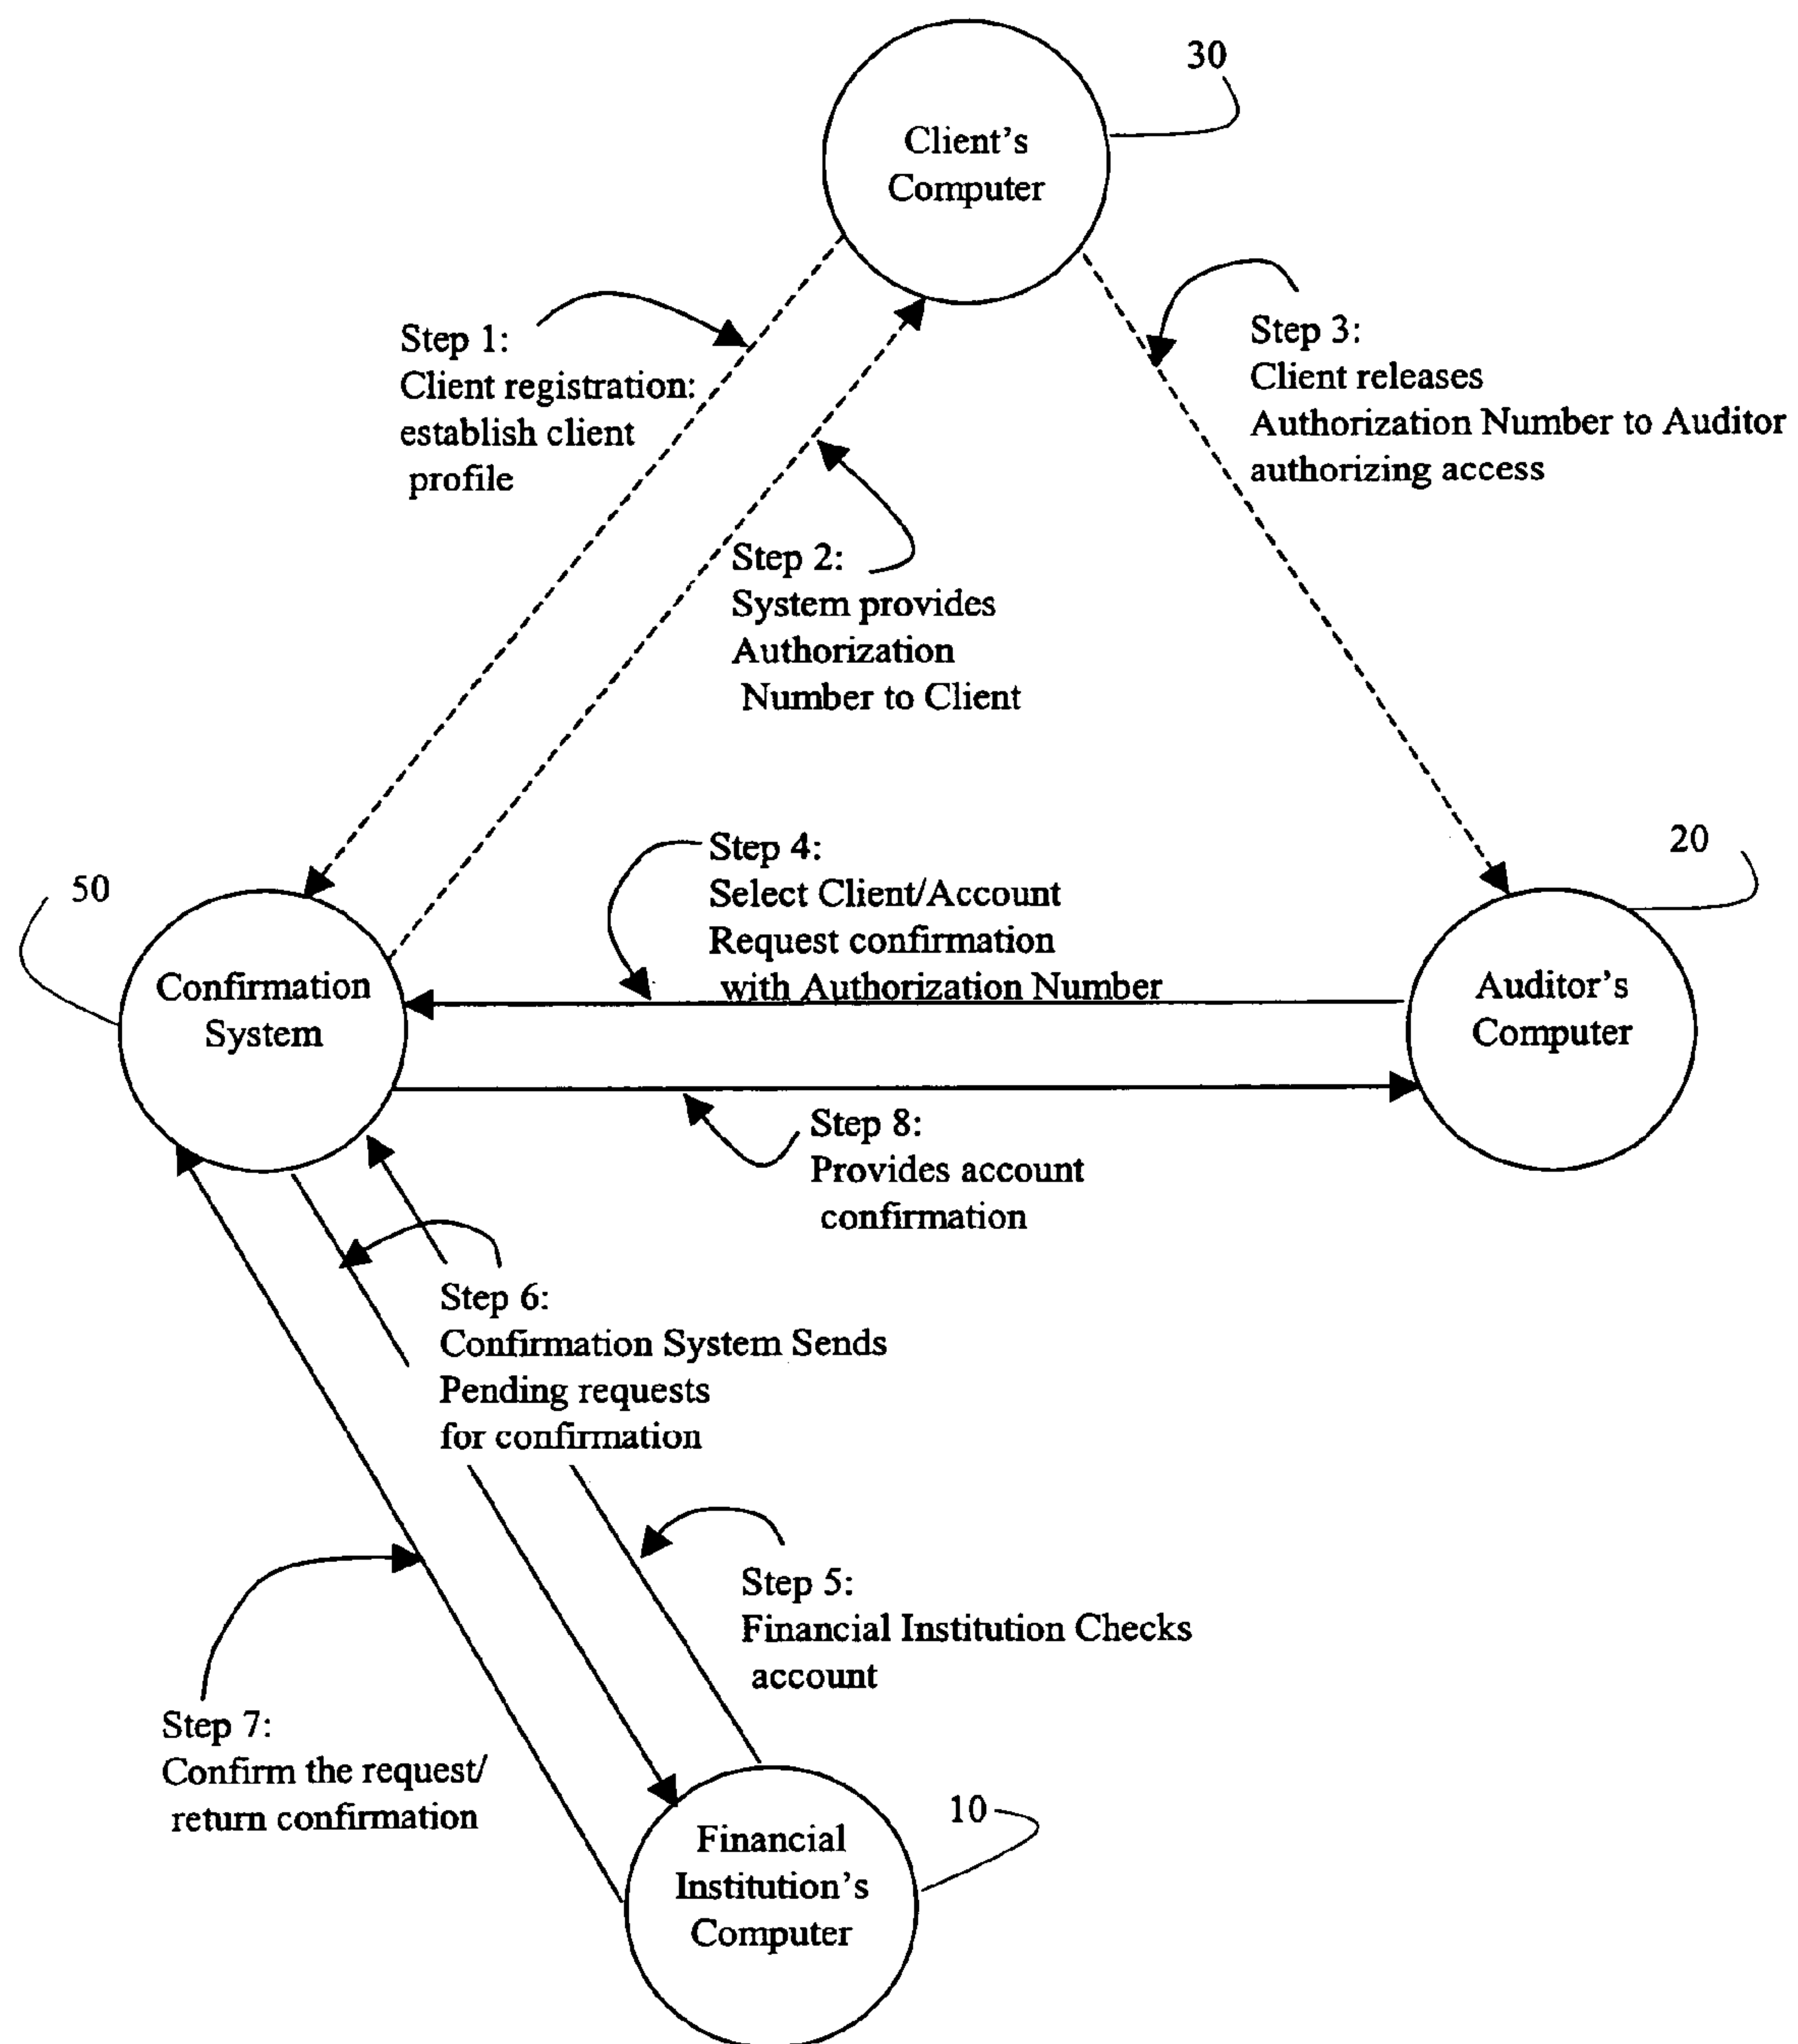 30
Client's
Computer
Step 1:
Client registration:
establish client
profile
Step 3:
Client releases
Authorization Number to Auditor
authorizing access
Step 2:
System provides
Authorization
Number to Client
50
Step 4:
Select Client/Account
Request confirmation
with Authorization Number
20
Confirmation
System
Auditor's
Computer
Step 8:
Provides account
confirmation
Step 6:
Confirmation System Sends
Pending requests
for confirmation
Step 5:
Financial Institution Checks
account
Step 7:
Confirm the request/
return confirmation
10
Financial
Institution's
Computer